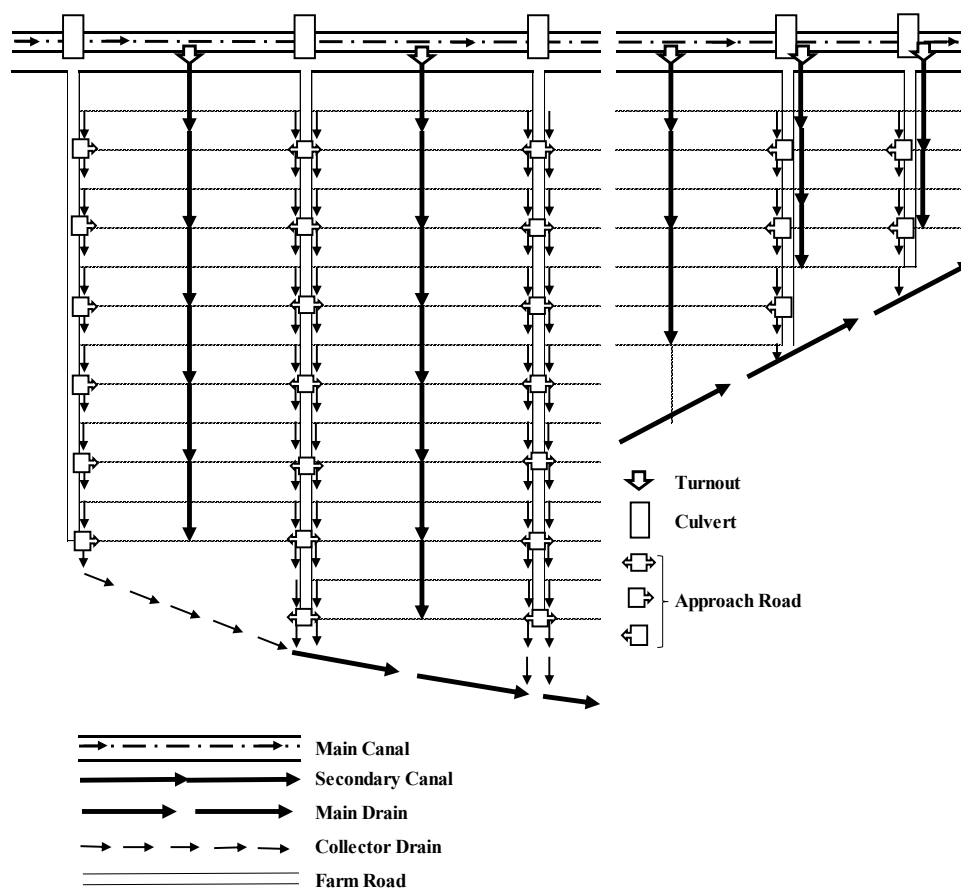 Turnout
Culvert
Approach Road
Main Canal
Secondary Canal
Main Drain
Collector Drain
Farm Road